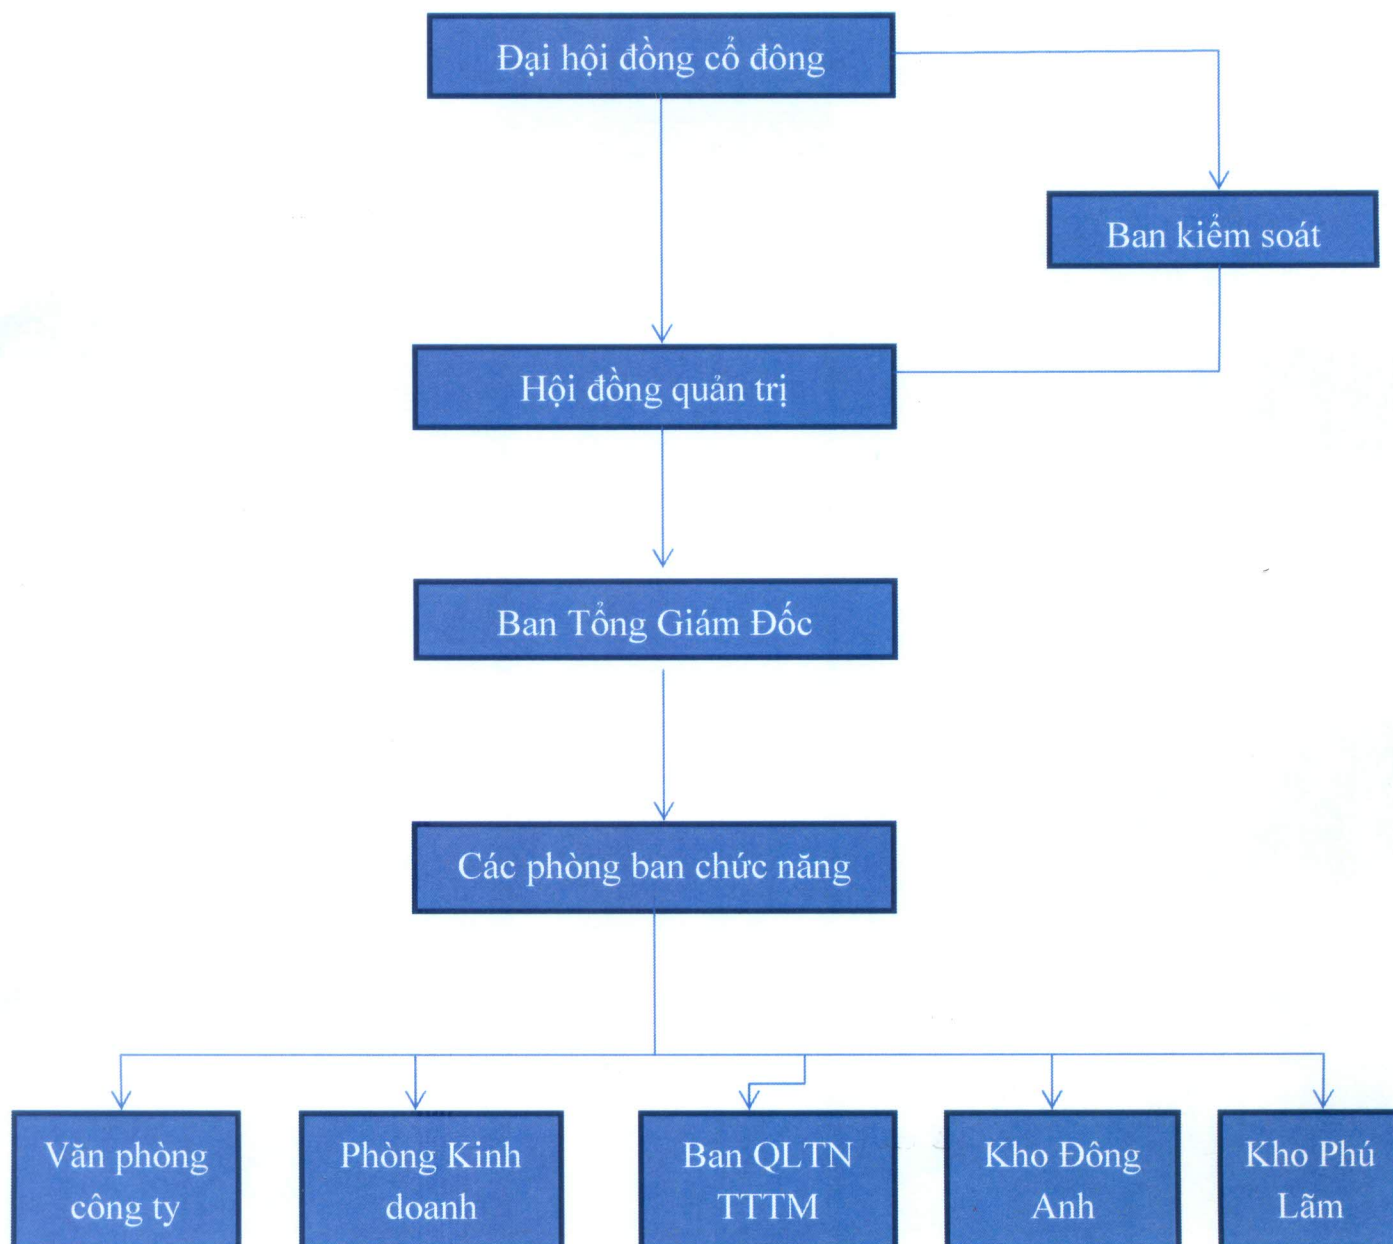 Đại hội đồng cổ đông
Ban kiểm soát
Hội đồng quản trị
Ban Tổng Giám Đốc
Các phòng ban chức năng
Văn phòng
công ty
Phòng Kinh
doanh
Ban QLTN
TTTM
Kho Đông
Anh
Kho Phú
Lãm